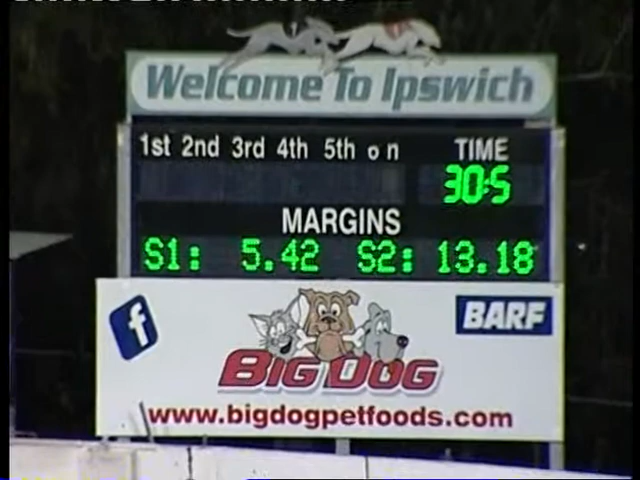 Welcome To Ipswich
1st 2nd 3rd 4th 5th on TIME
30:5
MARGINS
S1: 5.42 S2: 13.18
f
BARF
BIG DOG
www.bigdogpetfoods.com